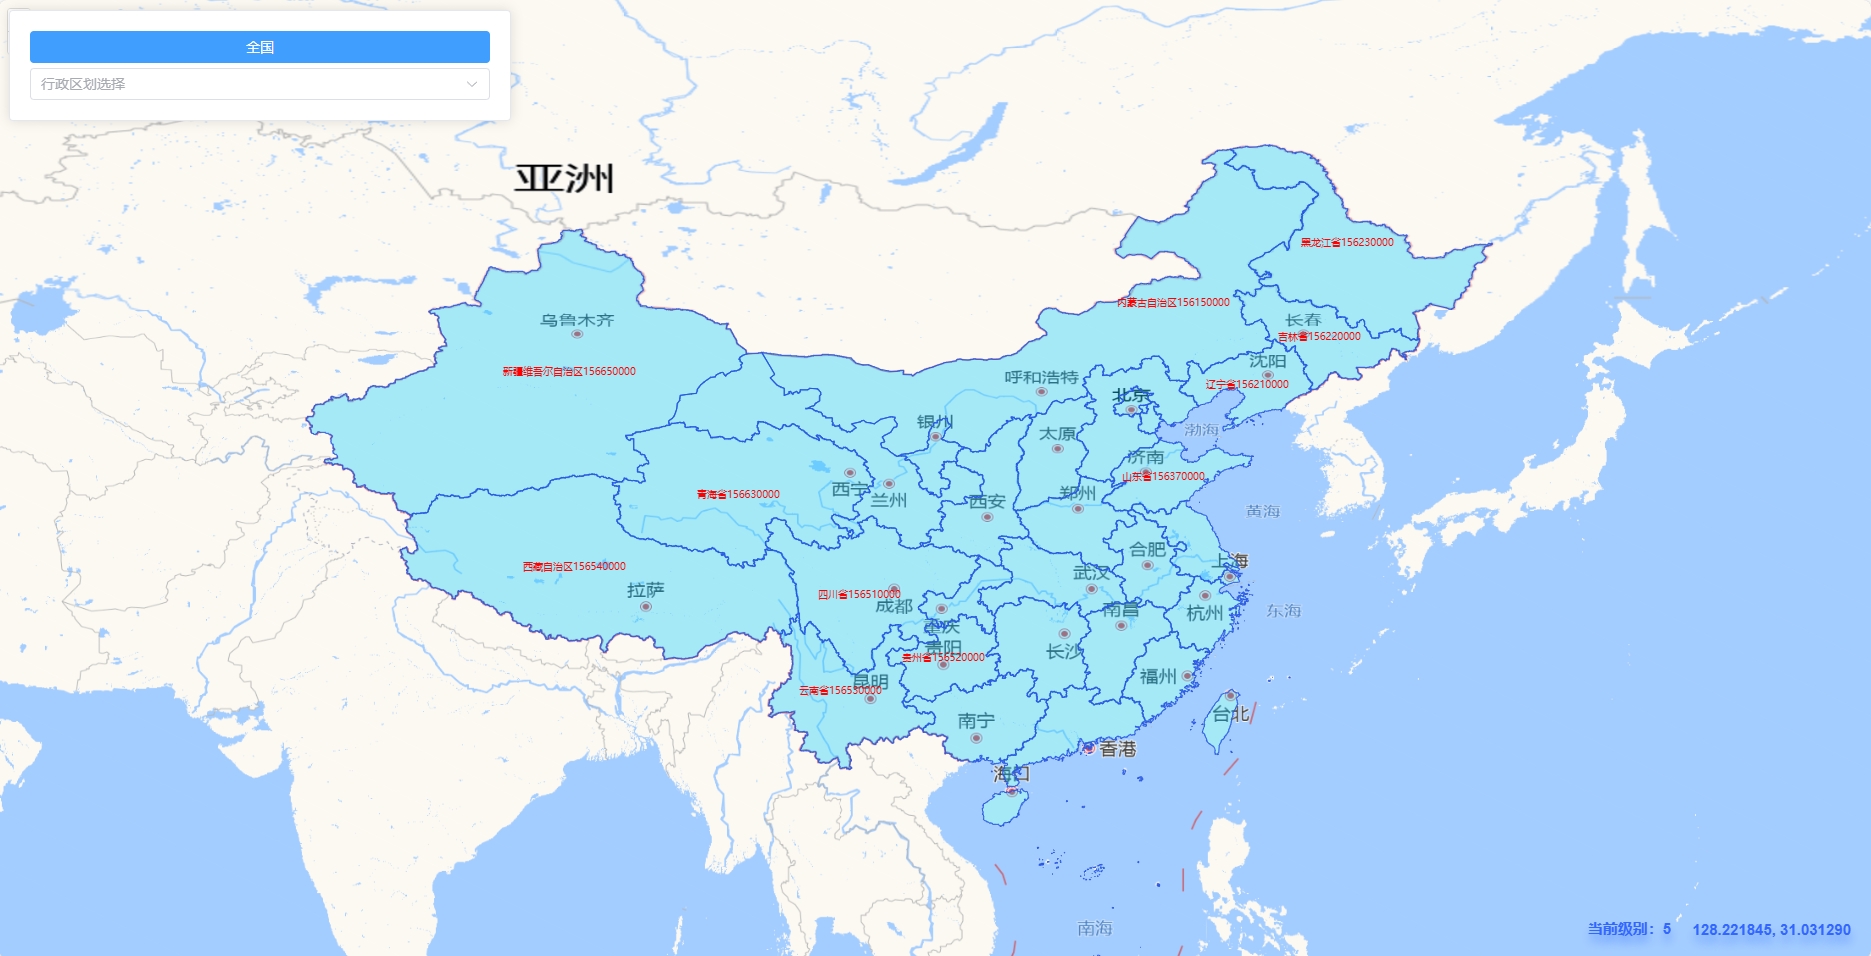 全国
行政区划选择
亚洲
黑龙江省156230000
内蒙古自治区156150000
长春
吉林省156220000
乌鲁木齐
沈阳
新疆维吾尔自治区156650000
呼和浩特
辽宁省156210000
北京
银川
渤海
太原
济南
山东省156370000
西宁
青海省156630000
兰州
郑州
西安
黄海
合肥
上海
西藏自治区156540000
武汉
拉萨
四川省156510000
成都
南昌
杭州
东海
重庆
贵阳
长沙
贵州省156520000
福州
昆明
云南省156530000
南宁
台北
香港
海口
南海
当前级别：5
128.221845, 31.031290